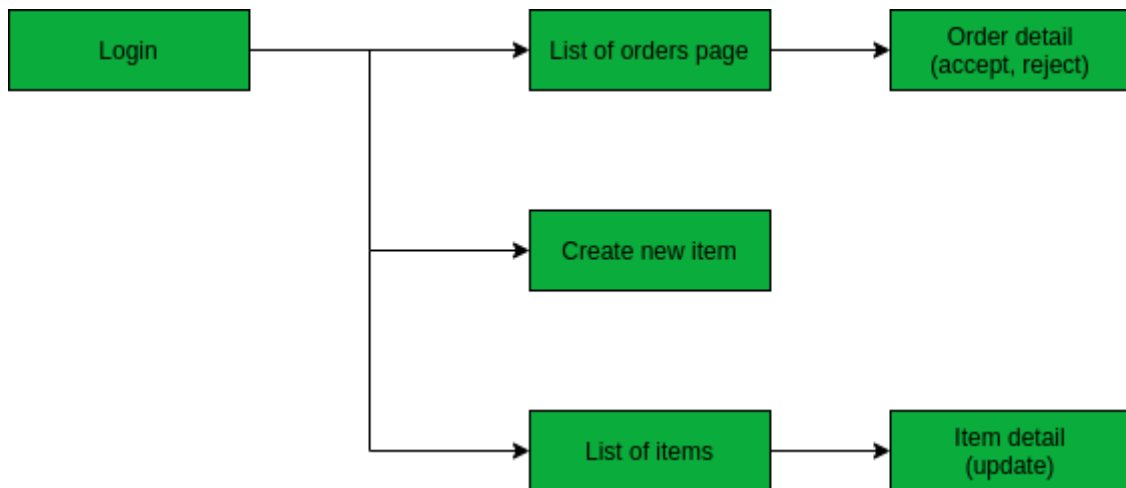 Login
List of orders page
Order detail
(accept, reject)
Create new item
List of items
Item detail
(update)